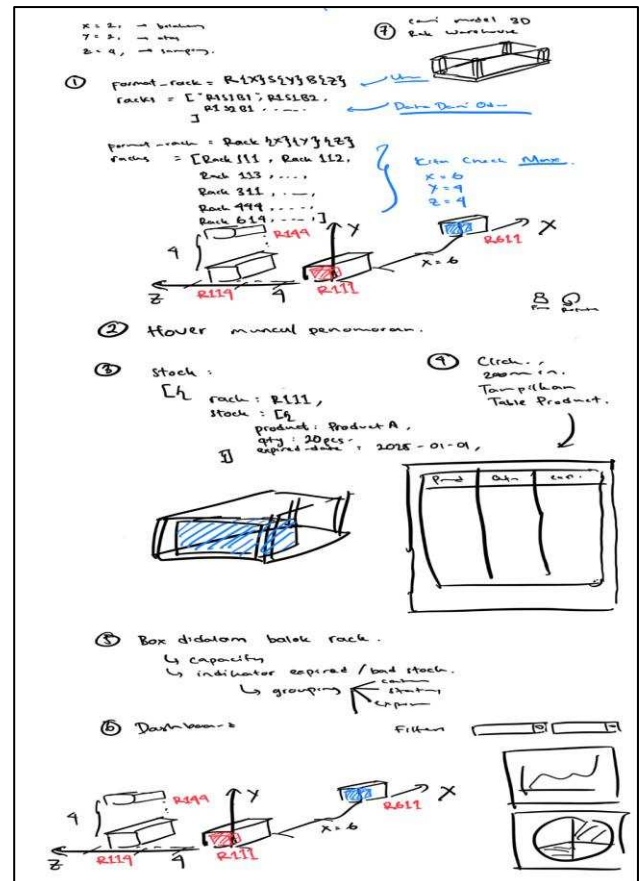 x = 2, → belakang
y = 2, → atas
z = 4, → samping.
⑦ cari model 3D
Rak Warehouse
① format_rack = R{X}S{Y}B{Z}
racks = ["R1S1B1", R1S1B2,
R1S2B1, .....
]
Data Dari Odoo
format_rack = Rack {X}{Y}{Z}
racks = [Rack 111, Rack 112,
Rack 113, ....,
Rack 311, ....,
Rack 444, ....,
Rack 614, ....,]
Kita Check Max.
x = 6
y = 4
z = 4
4
R144
Y
X
R611
x = 6
Z
R114
4
R111
② Hover muncul penomoran.
③ Stock :
[{
rack : R111,
stock : [{
product : Product A,
qty : 20pcs.
expired-date : 2025-01-01,
}]
④ Click.,
zoom in.
Tampilkan
Table Product.
Prod
⑤ Box didalam balok rack.
↳ capacity
↳ indikator expired / bad stock.
↳ grouping
⑥ Dashboard
Filter
4
R144
Y
X
R611
x = 6
Z
R114
4
R111